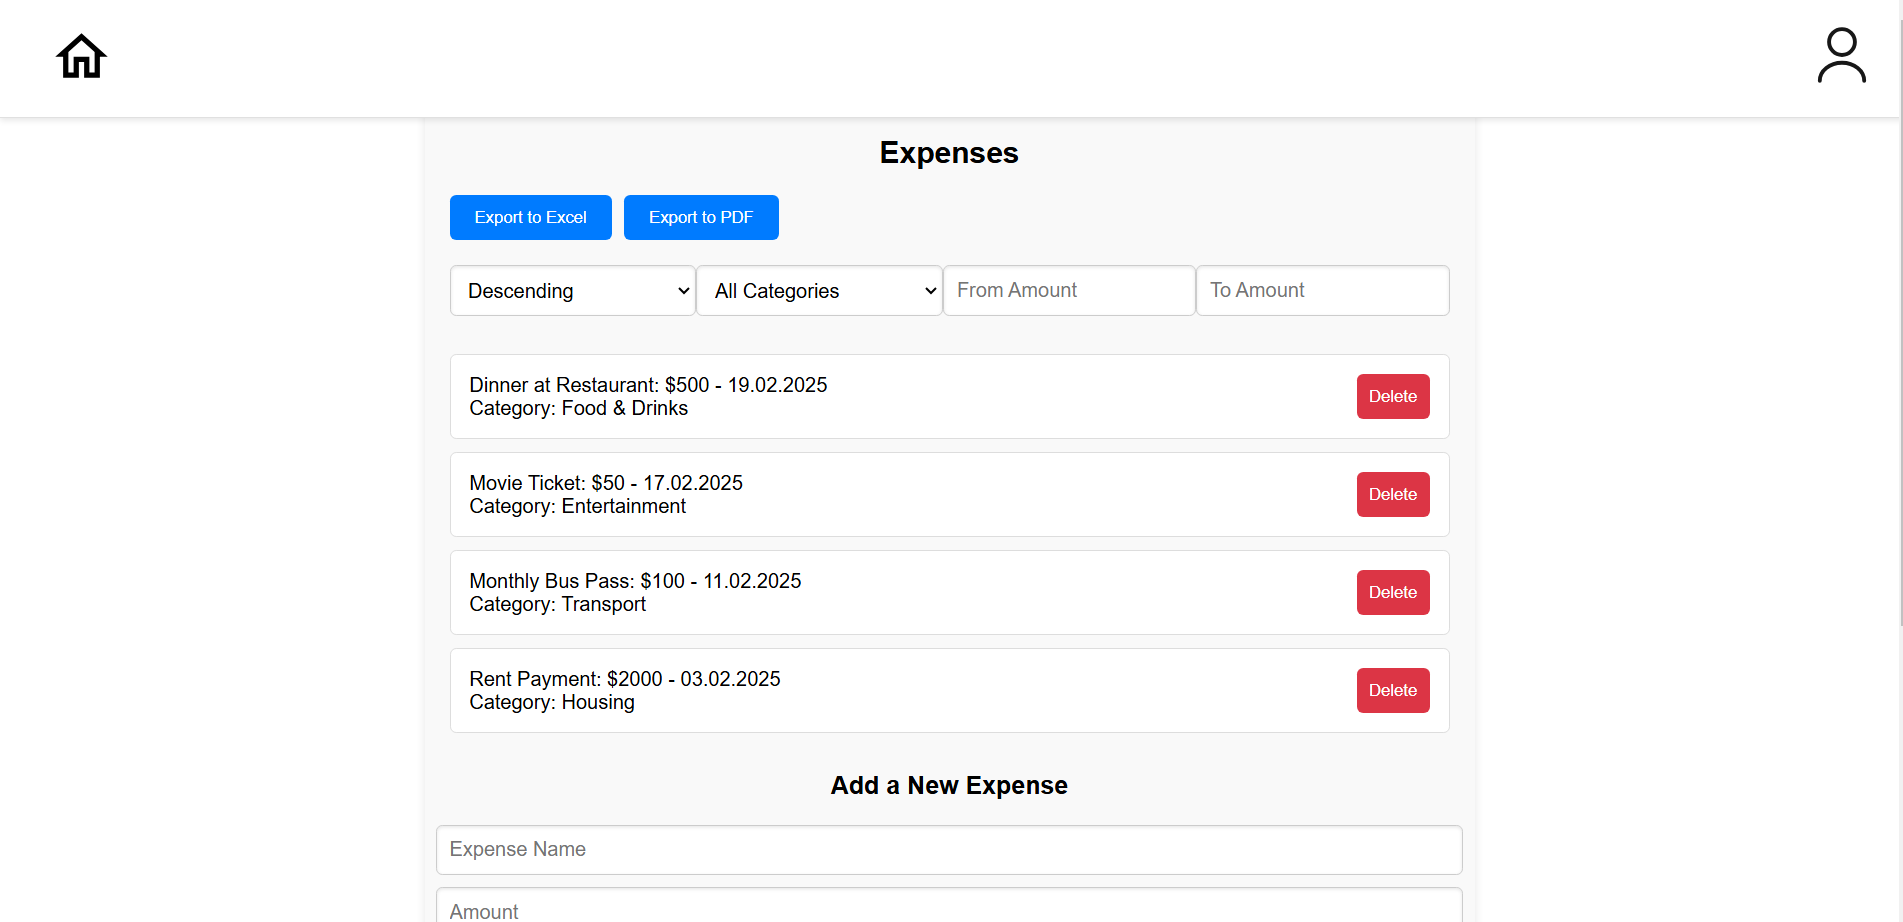 Expenses
Export to Excel
Export to PDF
Descending
All Categories
From Amount
To Amount
Dinner at Restaurant: $500 - 19.02.2025
Category: Food & Drinks
Delete
Movie Ticket: $50 - 17.02.2025
Category: Entertainment
Delete
Monthly Bus Pass: $100 - 11.02.2025
Category: Transport
Delete
Rent Payment: $2000 - 03.02.2025
Category: Housing
Delete
Add a New Expense
Expense Name
Amount